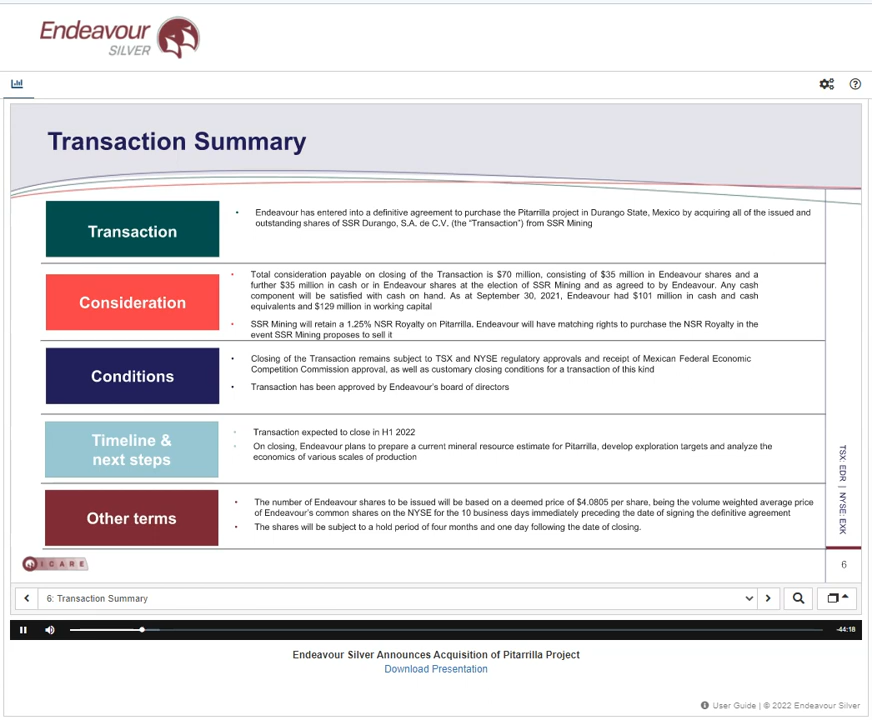 Endeavour
SILVER
Transaction Summary
Transaction
• Endeavour has entered into a definitive agreement to purchase the Pitarrilla project in Durango State, Mexico by acquiring all of the issued and
outstanding shares of SSR Durango, S.A. de C.V. (the "Transaction") from SSR Mining
Consideration
• Total consideration payable on closing of the Transaction is $70 million, consisting of $35 million in Endeavour shares and a
further $35 million in cash or in Endeavour shares at the election of SSR Mining and as agreed to by Endeavour. Any cash
component will be satisfied with cash on hand. As at September 30, 2021, Endeavour had $101 million in cash and cash
equivalents and $129 million in working capital
• SSR Mining will retain a 1.25% NSR Royalty on Pitarrilla. Endeavour will have matching rights to purchase the NSR Royalty in the
event SSR Mining proposes to sell it
Conditions
• Closing of the Transaction remains subject to TSX and NYSE regulatory approvals and receipt of Mexican Federal Economic
Competition Commission approval, as well as customary closing conditions for a transaction of this kind
• Transaction has been approved by Endeavour's board of directors
Timeline &
next steps
• Transaction expected to close in H1 2022
• On closing, Endeavour plans to prepare a current mineral resource estimate for Pitarrilla, develop exploration targets and analyze the
economics of various scales of production
Other terms
• The number of Endeavour shares to be issued will be based on a deemed price of $4.0805 per share, being the volume weighted average price
of Endeavour's common shares on the NYSE for the 10 business days immediately preceding the date of signing the definitive agreement
• The shares will be subject to a hold period of four months and one day following the date of closing.
TSX: EDR | NYSE: EXK
I CARE
6
6: Transaction Summary
-44:18
Endeavour Silver Announces Acquisition of Pitarrilla Project
Download Presentation
User Guide | © 2022 Endeavour Silver